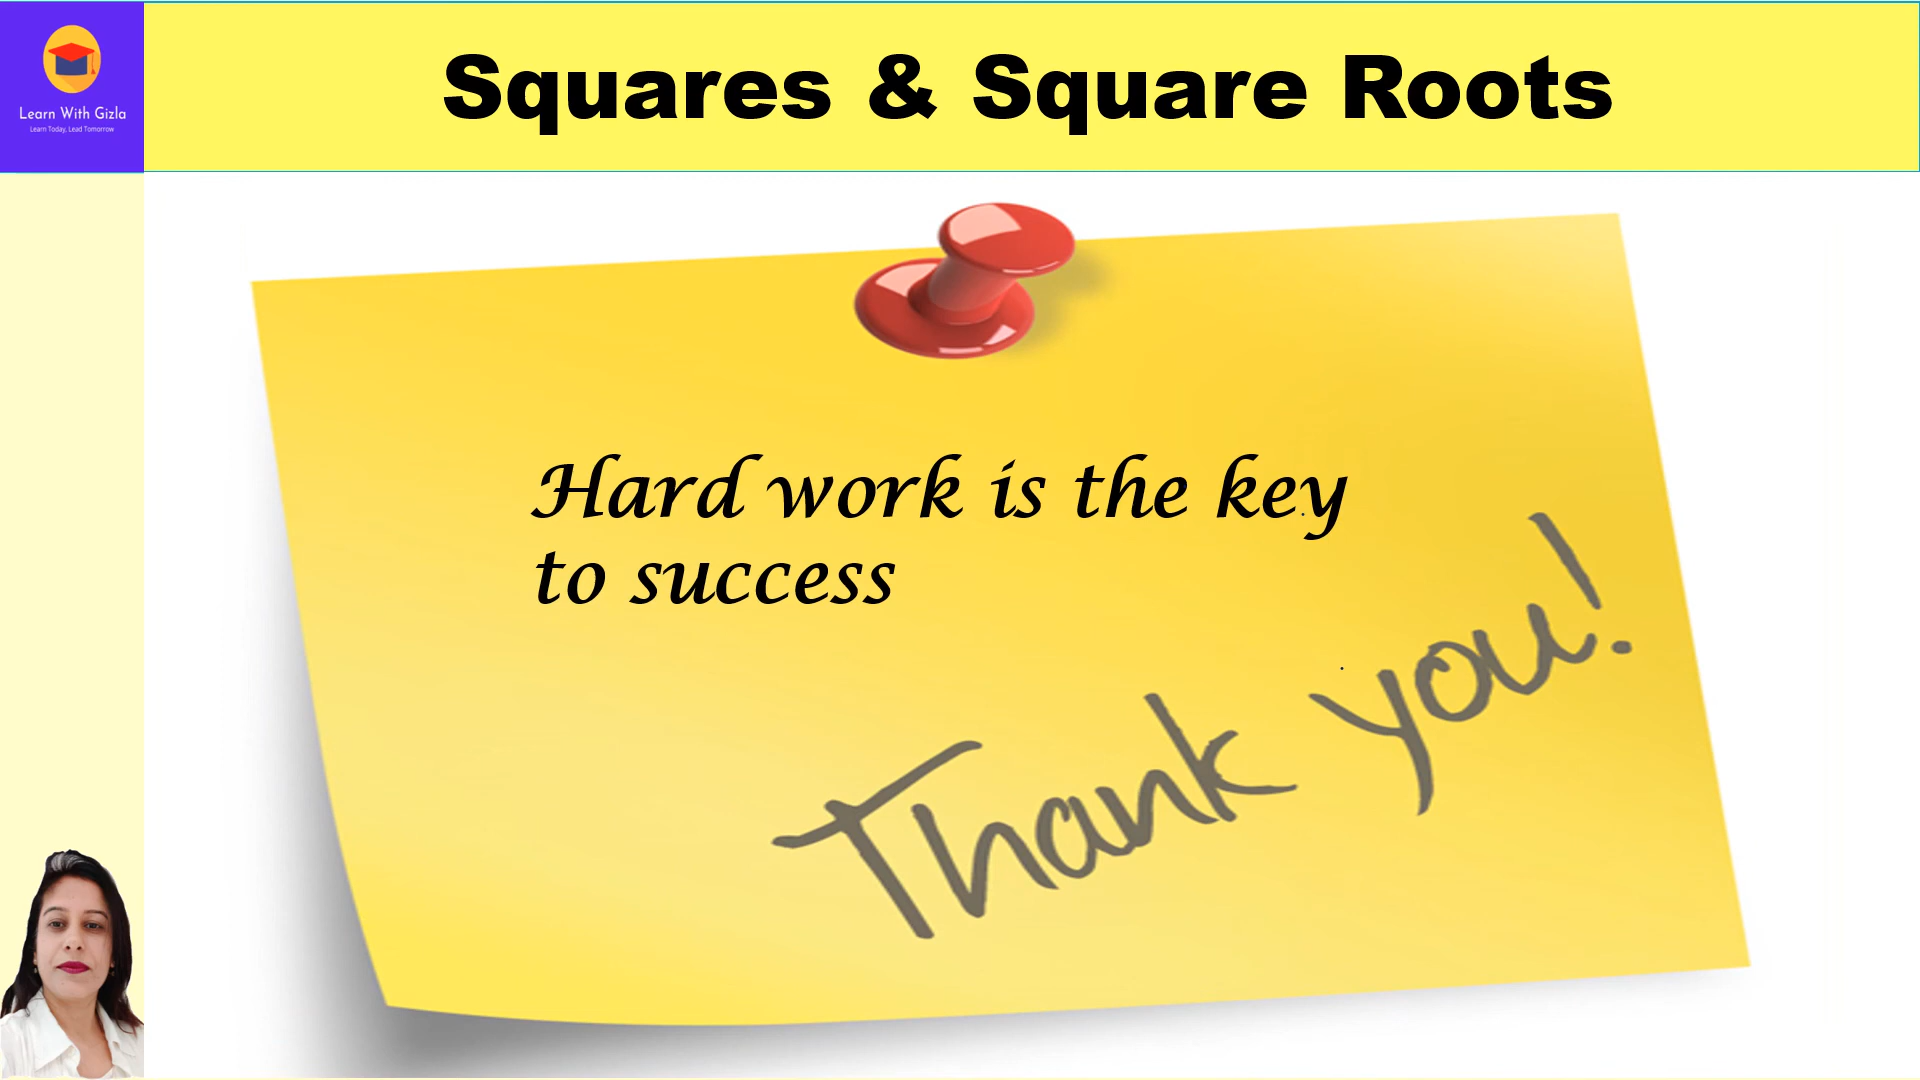 Squares & Square Roots
Learn With Gizla
Learn Today, Lead Tomorrow
Hard work is the key
to success
Thank you!